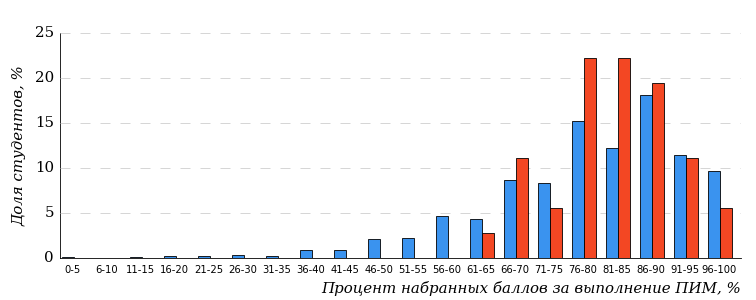 25
20
15
10
5
0
Доля студентов, %
0-5 6-10 11-15 16-20 21-25 26-30 31-35 36-40 41-45 46-50 51-55 56-60 61-65 66-70 71-75 76-80 81-85 86-90 91-95 96-100
Процент набранных баллов за выполнение ПИМ, %